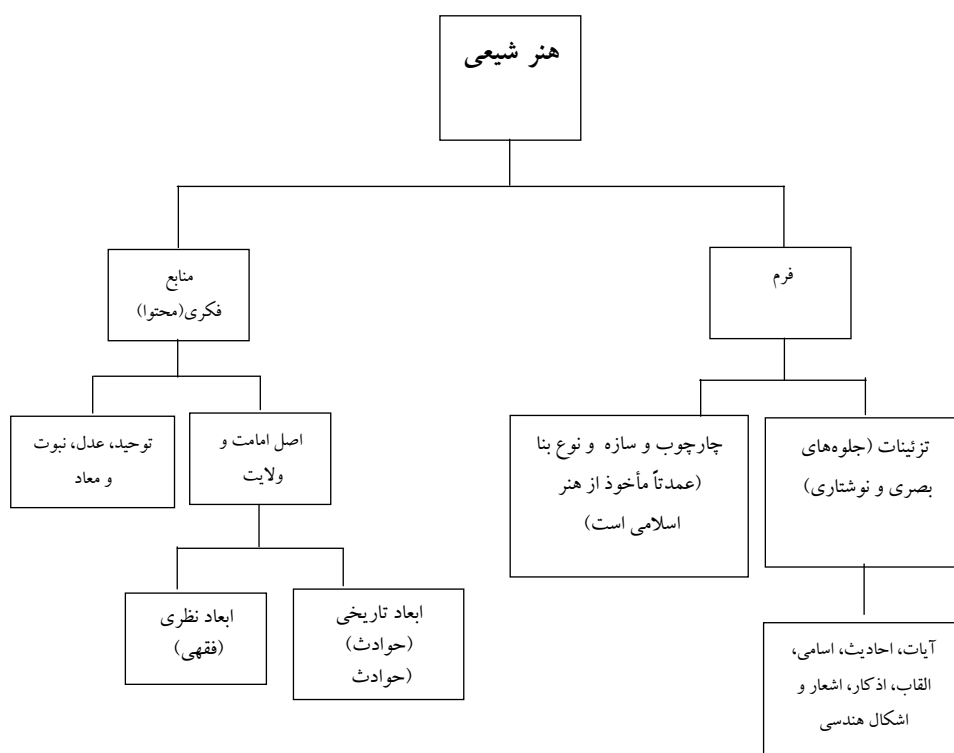 هنر شیعی
فرم
منابع
فکری(محتوا)
تزئینات (جلوه‌های
بصری و نوشتاری)
چارچوب و سازه و نوع بنا
(عمدتاً مأخوذ از هنر
اسلامی است)
اصل امامت و
ولایت
توحید، عدل، نبوت
و معاد
آیات، احادیث، اسامی،
القاب، اذکار، اشعار و
اشکال هندسی
ابعاد تاریخی
(حوادث)
(حوادث
ابعاد نظری
(فقهی)